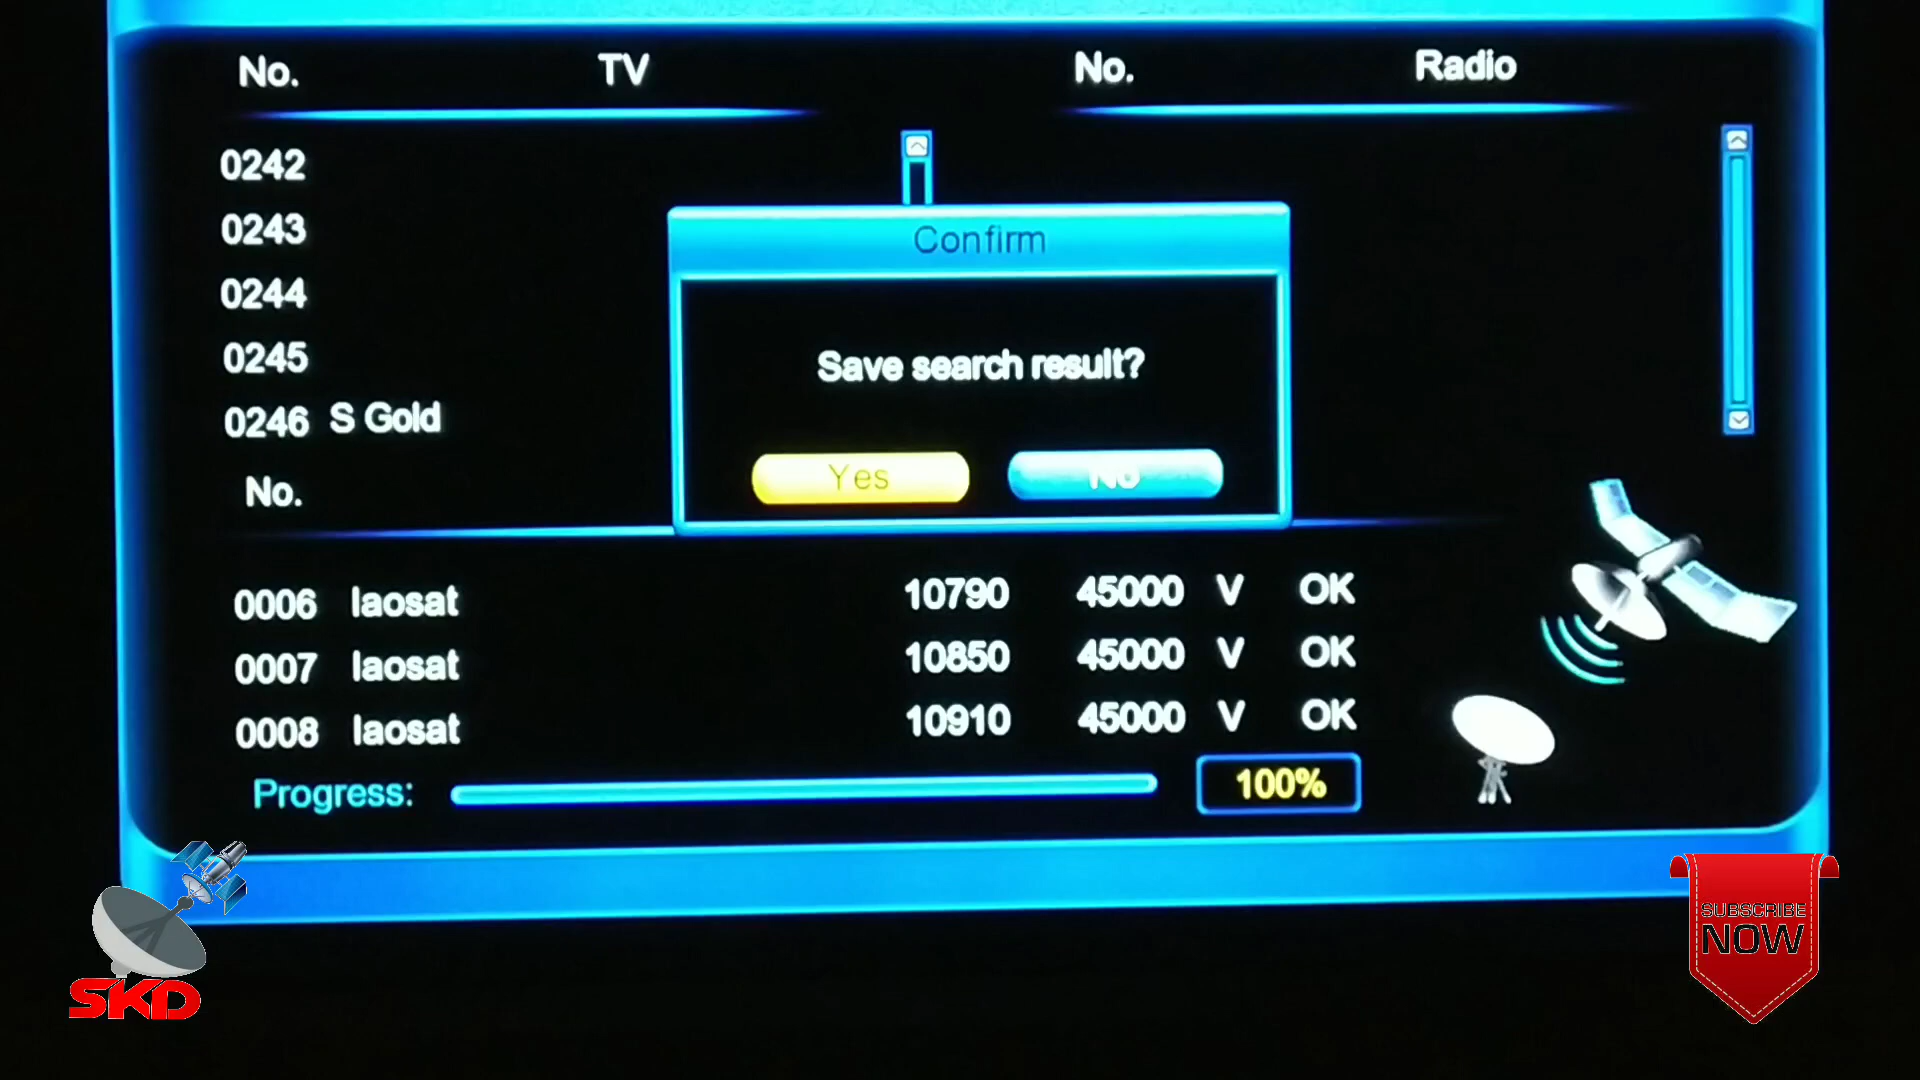 No. TV No. Radio
0242
0243
0244
0245
0246 S Gold
Confirm
Save search result?
Yes No
No.
0006 laosat 10790 45000 V OK
0007 laosat 10850 45000 V OK
0008 laosat 10910 45000 V OK
Progress: 100%
SKD
SUBSCRIBE
NOW